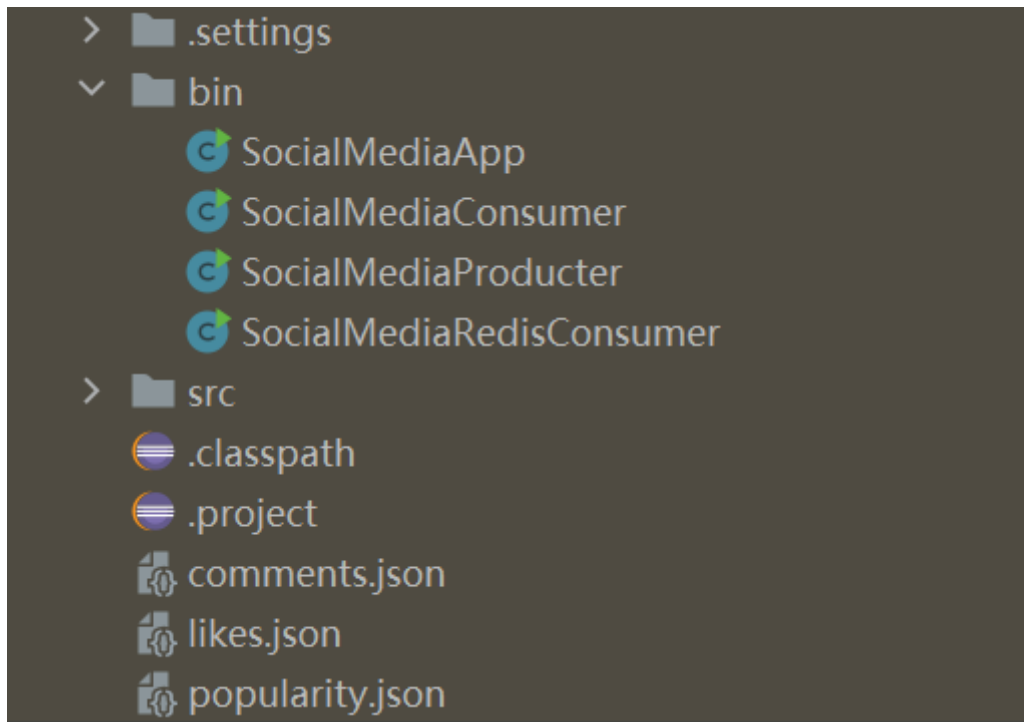 .settings
bin
SocialMediaApp
SocialMediaConsumer
SocialMediaProducter
SocialMediaRedisConsumer
src
.classpath
.project
comments.json
likes.json
popularity.json